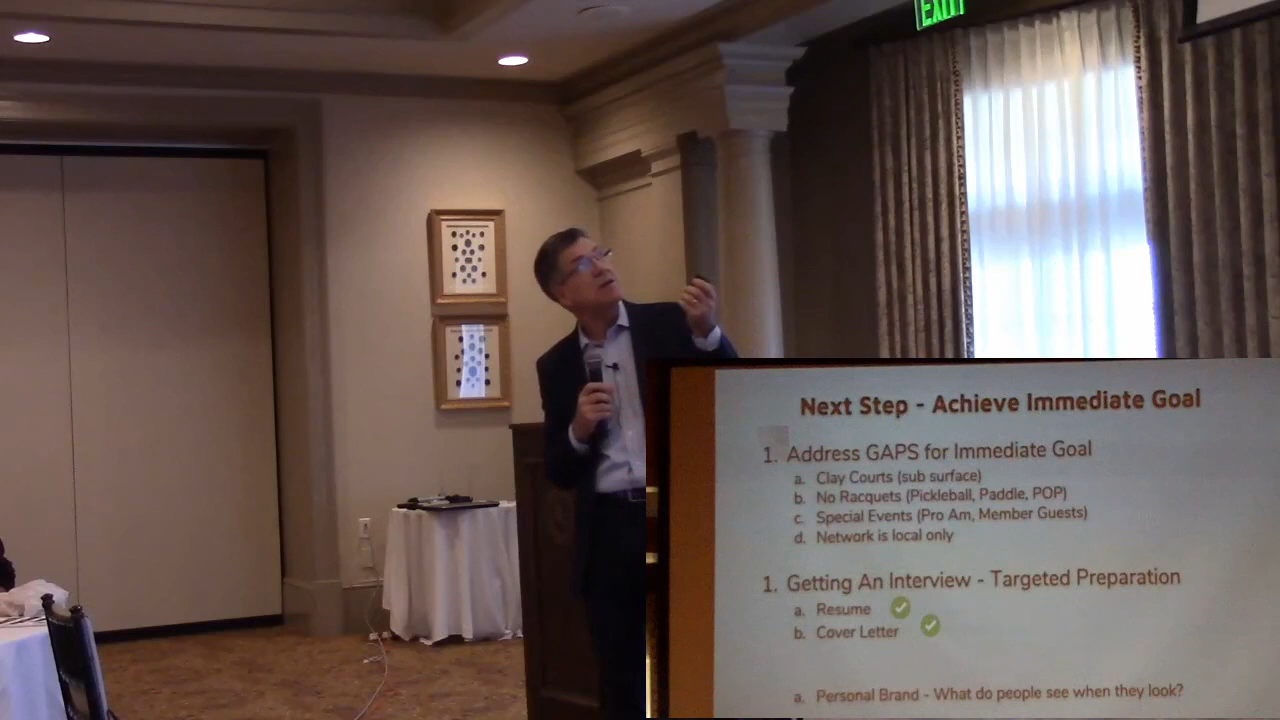 EXIT
Next Step - Achieve Immediate Goal
1. Address GAPS for Immediate Goal
a. Clay Courts (sub surface)
b. No Racquets (Pickleball, Paddle, POP)
c. Special Events (Pro Am, Member Guests)
d. Network is local only
1. Getting An Interview - Targeted Preparation
a. Resume
b. Cover Letter
a. Personal Brand - What do people see when they look?